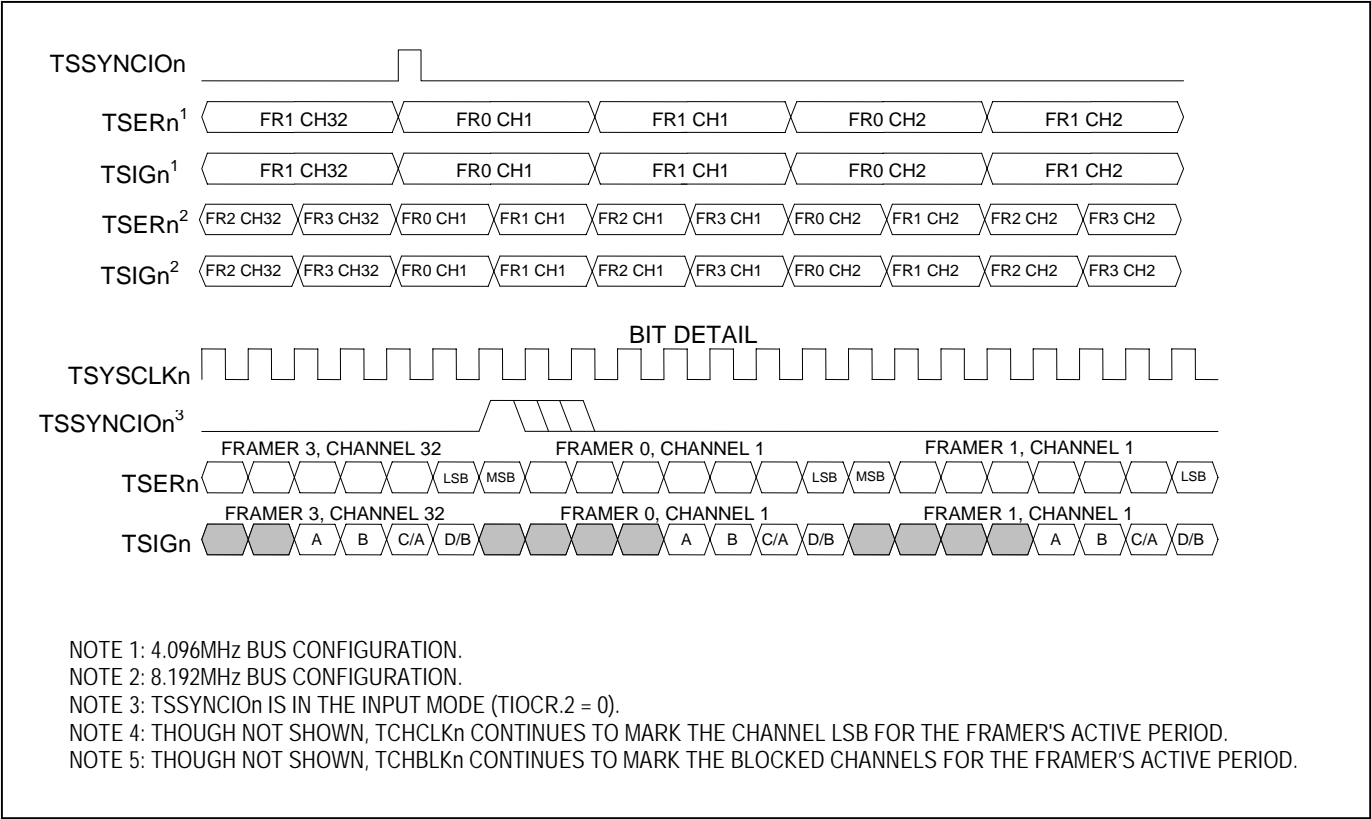 TSSYNCIOn
TSERn1 FR1 CH32 FR0 CH1 FR1 CH1 FR0 CH2 FR1 CH2
TSIGn1 FR1 CH32 FR0 CH1 FR1 CH1 FR0 CH2 FR1 CH2
TSERn2 FR2 CH32 FR3 CH32 FR0 CH1 FR1 CH1 FR2 CH1 FR3 CH1 FR0 CH2 FR1 CH2 FR2 CH2 FR3 CH2
TSIGn2 FR2 CH32 FR3 CH32 FR0 CH1 FR1 CH1 FR2 CH1 FR3 CH1 FR0 CH2 FR1 CH2 FR2 CH2 FR3 CH2
BIT DETAIL
TSYSCLKn
TSSYNCIOn3
FRAMER 3, CHANNEL 32 FRAMER 0, CHANNEL 1 FRAMER 1, CHANNEL 1
TSERn LSB MSB LSB MSB LSB
FRAMER 3, CHANNEL 32 FRAMER 0, CHANNEL 1 FRAMER 1, CHANNEL 1
TSIGn A B C/A D/B A B C/A D/B A B C/A D/B
NOTE 1: 4.096MHz BUS CONFIGURATION.
NOTE 2: 8.192MHz BUS CONFIGURATION.
NOTE 3: TSSYNCIOn IS IN THE INPUT MODE (TIOCR.2 = 0).
NOTE 4: THOUGH NOT SHOWN, TCHCLKn CONTINUES TO MARK THE CHANNEL LSB FOR THE FRAMER'S ACTIVE PERIOD.
NOTE 5: THOUGH NOT SHOWN, TCHBLKn CONTINUES TO MARK THE BLOCKED CHANNELS FOR THE FRAMER’S ACTIVE PERIOD.